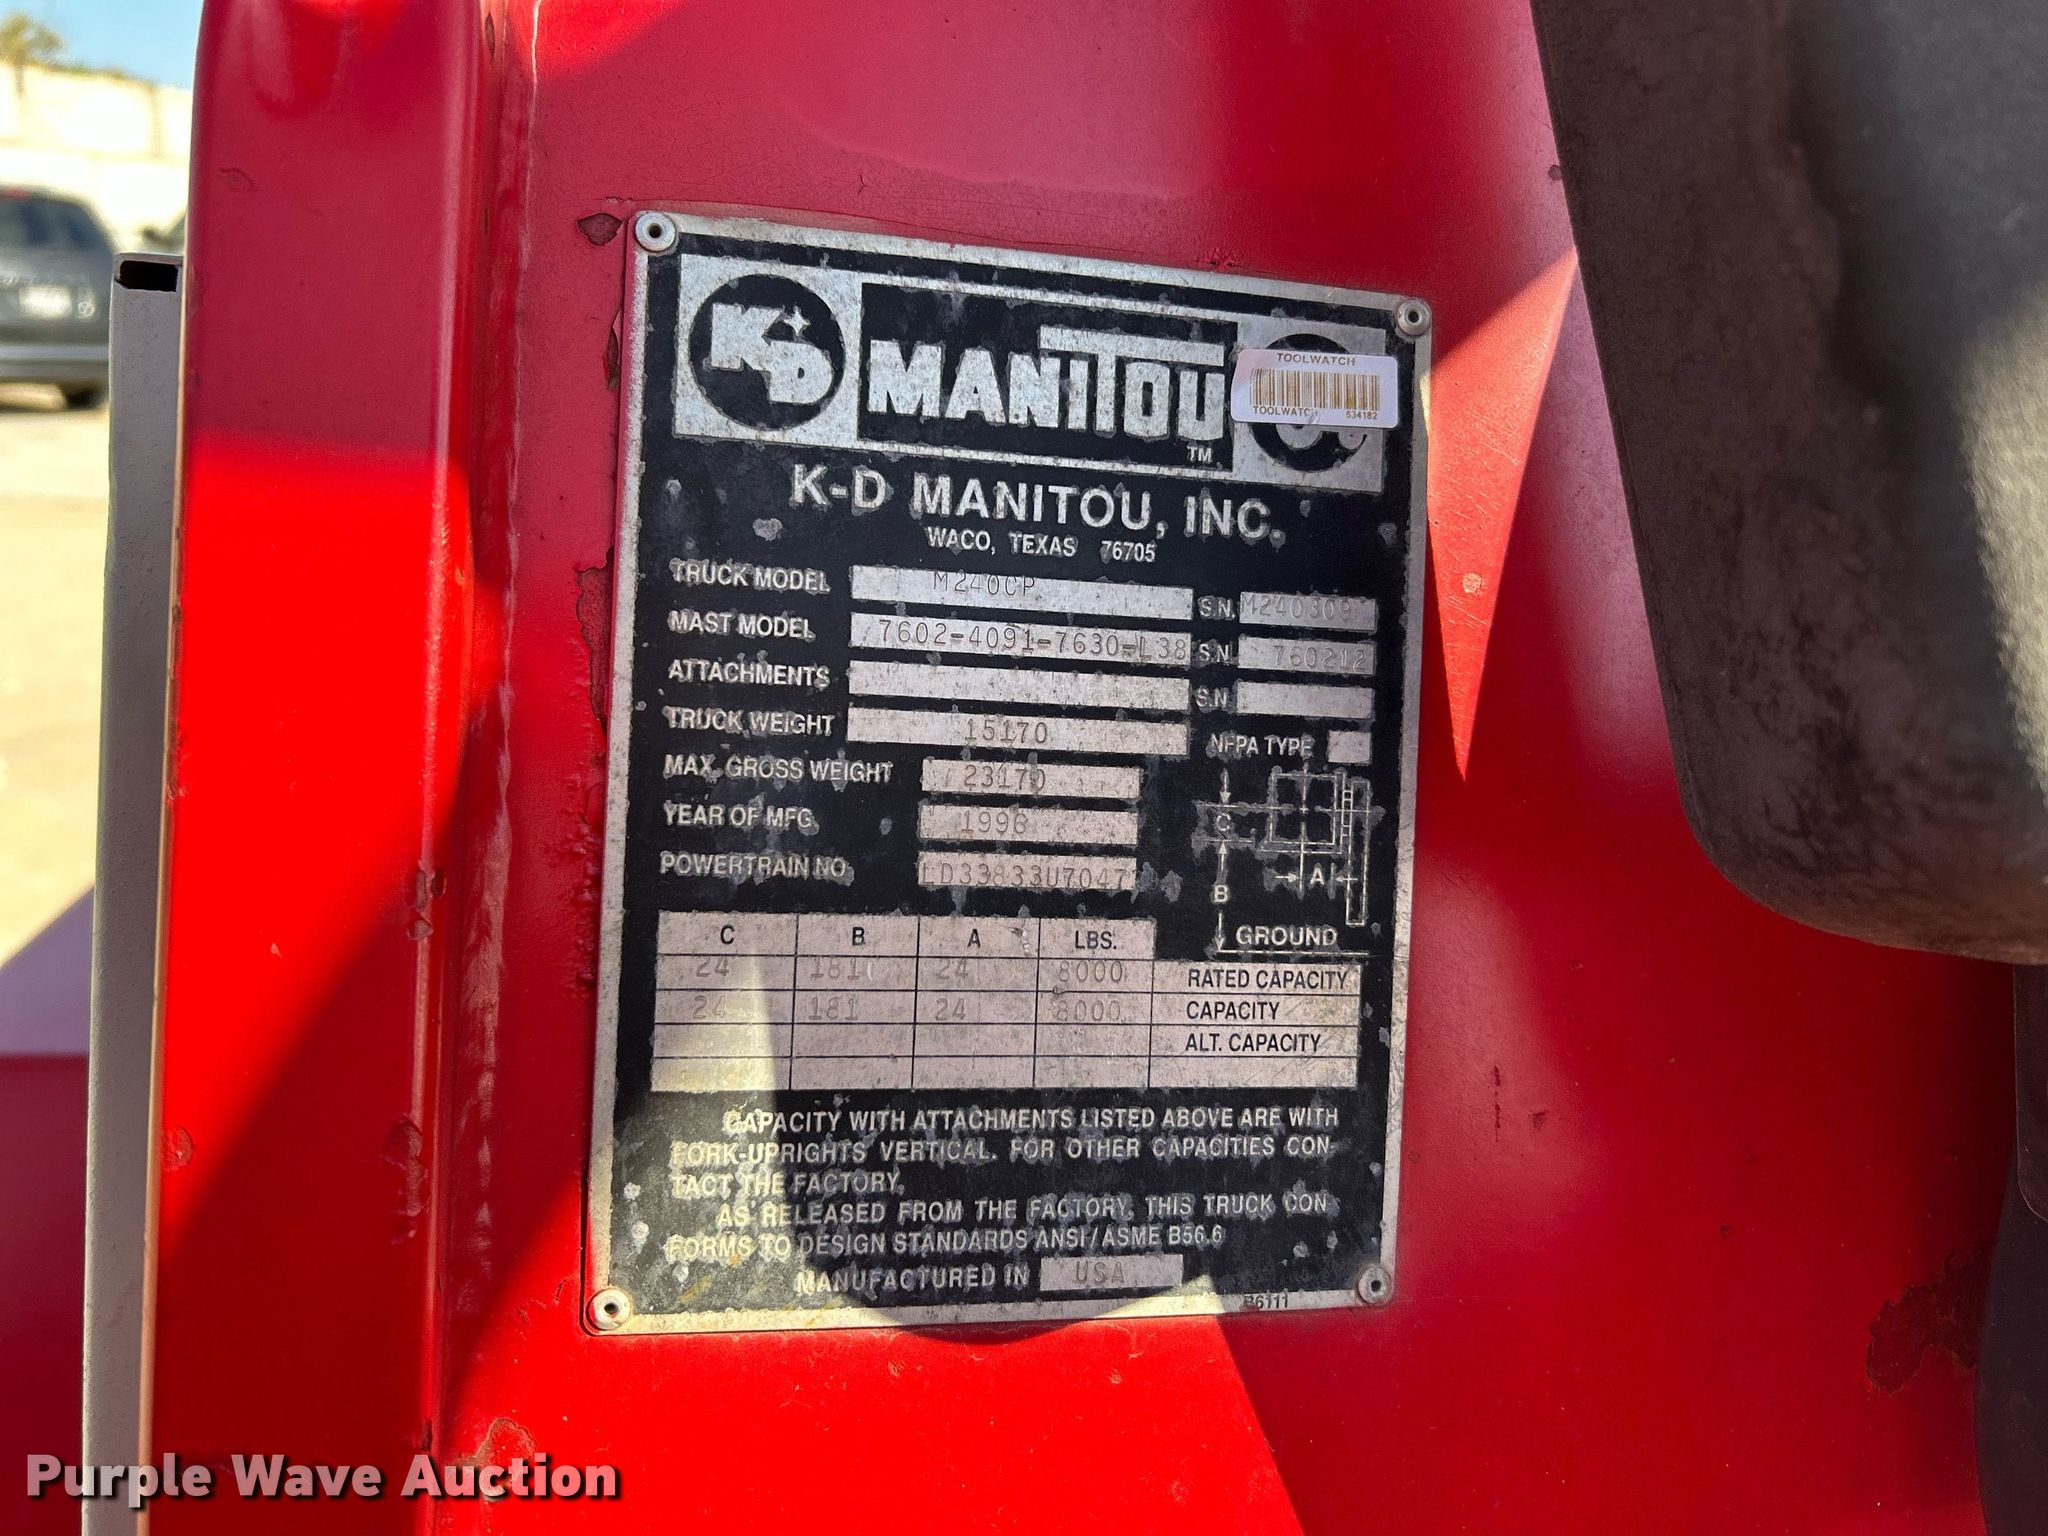 KD
MANITOU
TM
TOOLWATCH
TOOLWATCH 534182
K-D MANITOU, INC.
WACO, TEXAS 76705
TRUCK MODEL M240CP S.N. M240309
MAST MODEL 7602-4091-7630-L38 S.N. 760212
ATTACHMENTS S.N.
TRUCK WEIGHT 15170 NFPA TYPE
MAX. GROSS WEIGHT 23170
YEAR OF MFG. 1996
POWERTRAIN NO.
C
A
B
GROUND
C B A LBS.
24 181 24 8000 RATED CAPACITY
24 181 24 8000 CAPACITY
ALT. CAPACITY
CAPACITY WITH ATTACHMENTS LISTED ABOVE ARE WITH
FORK-UPRIGHTS VERTICAL. FOR OTHER CAPACITIES CON-
TACT THE FACTORY.
AS RELEASED FROM THE FACTORY, THIS TRUCK CON-
FORMS TO DESIGN STANDARDS ANSI/ASME B56.6
MANUFACTURED IN USA
Purple Wave Auction